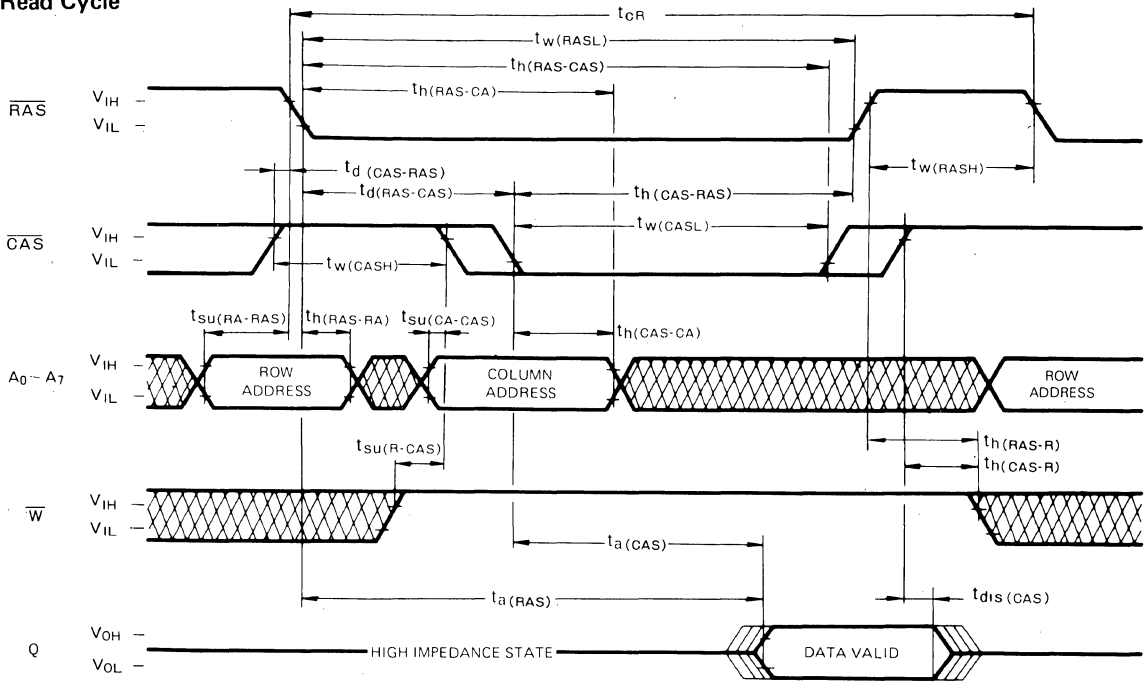 Read Cycle
tCR
tw(RASL)
th(RAS-CAS)
th(RAS-CA)
RAS
VIH
VIL
td (CAS-RAS)
tw(RASH)
td(RAS-CAS)
th(CAS-RAS)
CAS
VIH
VIL
tw(CASL)
tw(CASH)
tsu(RA-RAS)
th(RAS-RA)
tsu(CA-CAS)
th(CAS-CA)
A0 ~ A7
VIH
VIL
ROW ADDRESS
COLUMN ADDRESS
ROW ADDRESS
tsu(R-CAS)
th(RAS-R)
th(CAS-R)
W
VIH
VIL
ta(CAS)
ta(RAS)
tdis(CAS)
Q
VOH
VOL
HIGH IMPEDANCE STATE
DATA VALID